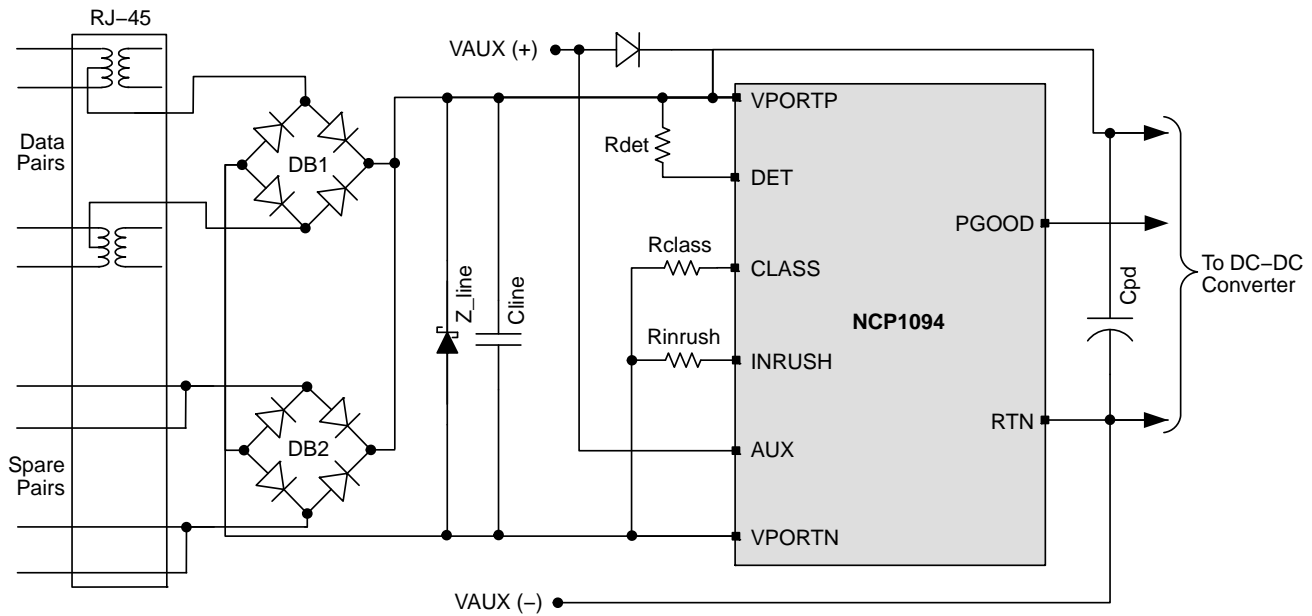 RJ−45
VAUX (+)
VPORTP
Data
Pairs
DB1
Rdet
DET
PGOOD
Rclass
CLASS
To DC−DC
Converter
Z_line
Cline
Cpd
NCP1094
Rinrush
INRUSH
RTN
DB2
AUX
Spare
Pairs
VPORTN
VAUX (−)